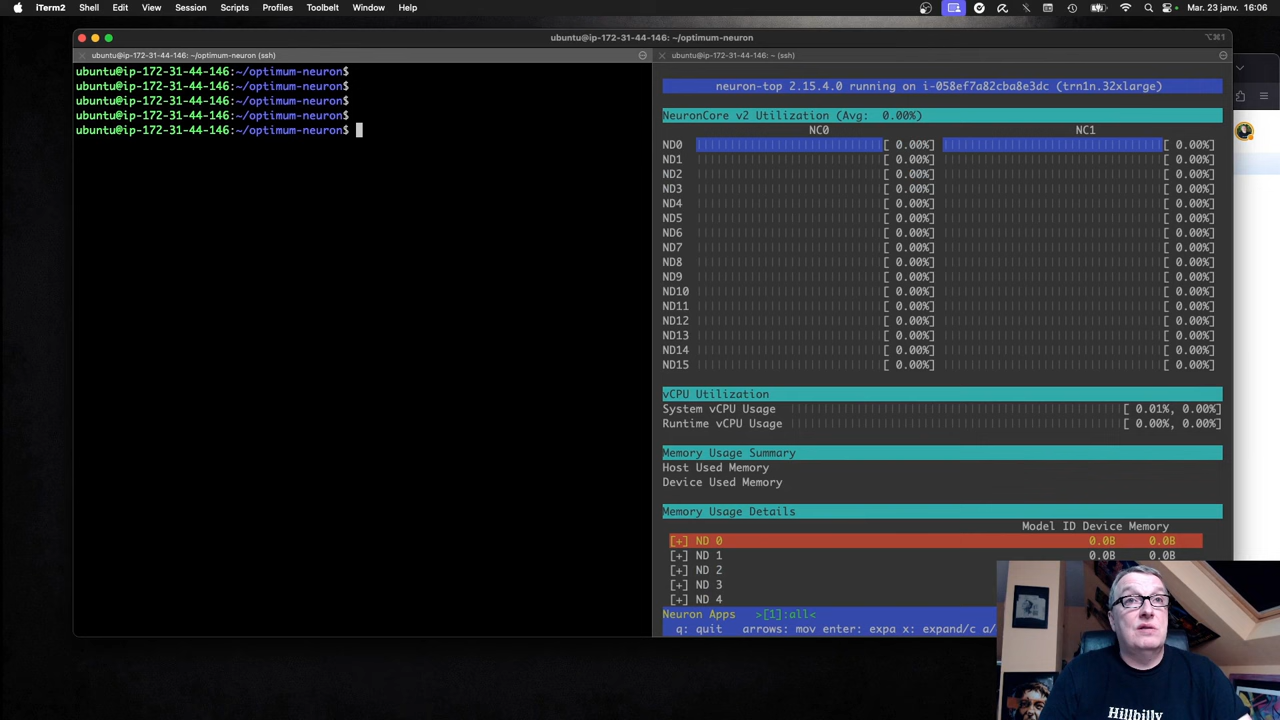 iTerm2 Shell Edit View Session Scripts Profiles Toolbelt Window Help Mar. 23 janv. 16:06
ubuntu@ip-172-31-44-146: ~/optimum-neuron
⌥⌘1
ubuntu@ip-172-31-44-146: ~/optimum-neuron (ssh)
ubuntu@ip-172-31-44-146: ~ (ssh)
ubuntu@ip-172-31-44-146:~/optimum-neuron$
ubuntu@ip-172-31-44-146:~/optimum-neuron$
ubuntu@ip-172-31-44-146:~/optimum-neuron$
ubuntu@ip-172-31-44-146:~/optimum-neuron$
ubuntu@ip-172-31-44-146:~/optimum-neuron$
neuron-top 2.15.4.0 running on i-058ef7a82cba8e3dc (trn1n.32xlarge)
NeuronCore v2 Utilization (Avg: 0.00%)
NC0 NC1
ND0 [ 0.00%] [ 0.00%]
ND1 [ 0.00%] [ 0.00%]
ND2 [ 0.00%] [ 0.00%]
ND3 [ 0.00%] [ 0.00%]
ND4 [ 0.00%] [ 0.00%]
ND5 [ 0.00%] [ 0.00%]
ND6 [ 0.00%] [ 0.00%]
ND7 [ 0.00%] [ 0.00%]
ND8 [ 0.00%] [ 0.00%]
ND9 [ 0.00%] [ 0.00%]
ND10 [ 0.00%] [ 0.00%]
ND11 [ 0.00%] [ 0.00%]
ND12 [ 0.00%] [ 0.00%]
ND13 [ 0.00%] [ 0.00%]
ND14 [ 0.00%] [ 0.00%]
ND15 [ 0.00%] [ 0.00%]
vCPU Utilization
System vCPU Usage [ 0.01%, 0.00%]
Runtime vCPU Usage [ 0.00%, 0.00%]
Memory Usage Summary
Host Used Memory
Device Used Memory
Memory Usage Details
Model ID Device Memory
[+] ND 0 0.0B 0.0B
[+] ND 1 0.0B 0.0B
[+] ND 2
[+] ND 3
[+] ND 4
Neuron Apps >[1]:all<
q: quit arrows: mov enter: expa x: expand/c a/
Hillbilly